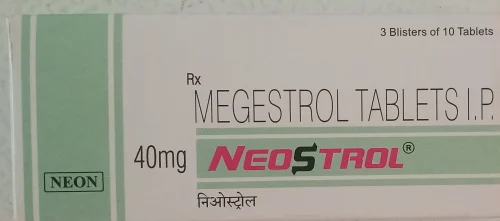 3 Blisters of 10 Tablets
Rx
MEGESTROL TABLETS I.P.
40mg NEOSTROL®
NEON
निओस्ट्रोल